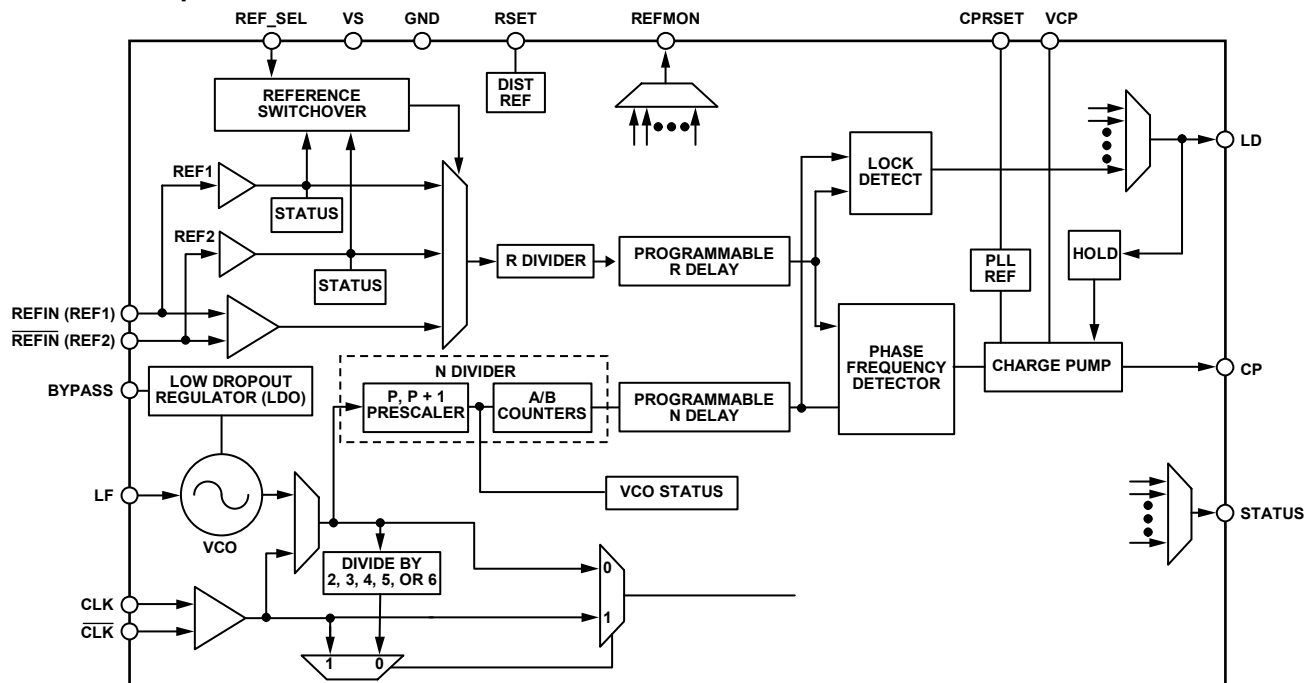 REF_SEL
VS
GND
RSET
REFMON
CPRSET
VCP
REFERENCE
SWITCHOVER
DIST
REF
REF1
STATUS
REF2
STATUS
LOCK
DETECT
LD
R DIVIDER
PROGRAMMABLE
R DELAY
PLL
REF
HOLD
REFIN (REF1)
REFIN (REF2)
PHASE
FREQUENCY
DETECTOR
CHARGE PUMP
CP
BYPASS
LOW DROPOUT
REGULATOR (LDO)
N DIVIDER
P, P + 1
PRESCALER
A/B
COUNTERS
PROGRAMMABLE
N DELAY
LF
VCO
VCO STATUS
STATUS
DIVIDE BY
2, 3, 4, 5, OR 6
0
1
CLK
CLK
1 0